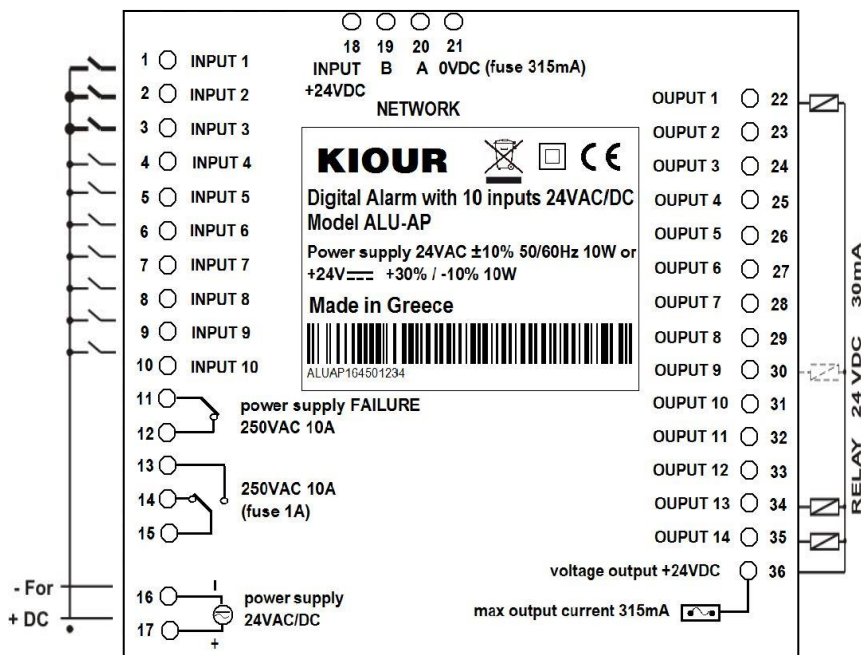 18 19 20 21
INPUT B A 0VDC (fuse 315mA)
+24VDC
NETWORK
1 INPUT 1
2 INPUT 2
3 INPUT 3
4 INPUT 4
5 INPUT 5
6 INPUT 6
7 INPUT 7
8 INPUT 8
9 INPUT 9
10 INPUT 10
11
12
power supply FAILURE
250VAC 10A
13
14
15
250VAC 10A
(fuse 1A)
- For
+ DC
16
17
-
+
power supply
24VAC/DC
KIOUR
CE
Digital Alarm with 10 inputs 24VAC/DC
Model ALU-AP
Power supply 24VAC ±10% 50/60Hz 10W or
+24V +30% / -10% 10W
Made in Greece
ALUAP164501234
OUPUT 1 22
OUPUT 2 23
OUPUT 3 24
OUPUT 4 25
OUPUT 5 26
OUPUT 6 27
OUPUT 7 28
OUPUT 8 29
OUPUT 9 30
OUPUT 10 31
OUPUT 11 32
OUPUT 12 33
OUPUT 13 34
OUPUT 14 35
voltage output +24VDC 36
max output current 315mA
RELAY 24 VDC 30mA